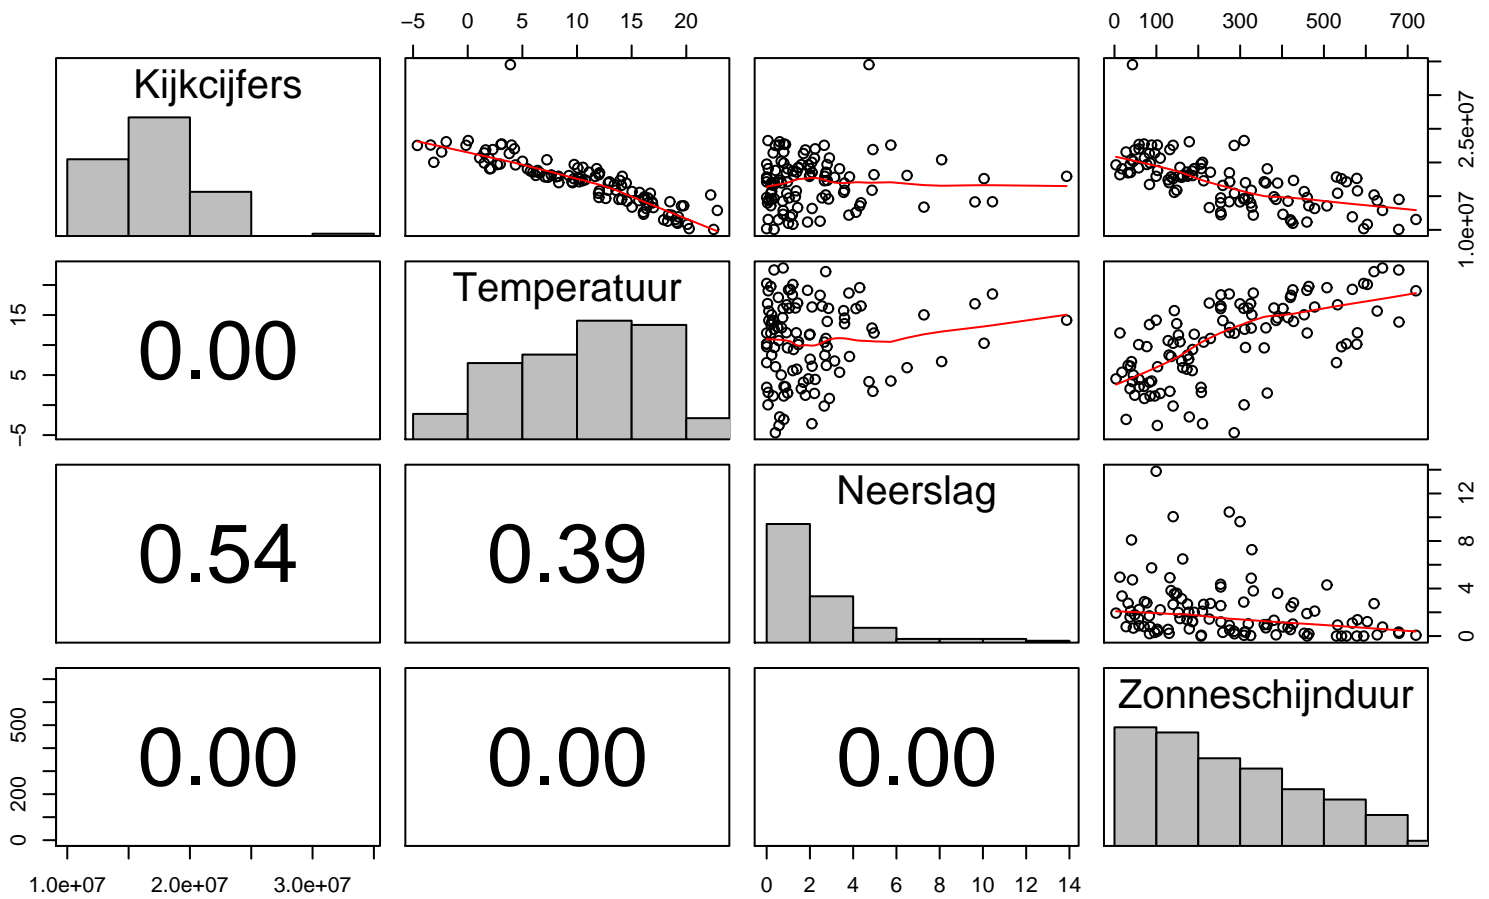 −5 0 5 10 15 20
0 100 300 500 700
Kijkcijfers
1.0e+07 2.5e+07
0.00
Temperatuur
−5 5 15
0.54
0.39
Neerslag
0 4 8 12
0.00
0.00
0.00
Zonneschijnduur
0 200 500
1.0e+07 2.0e+07 3.0e+07
0 2 4 6 8 10 12 14